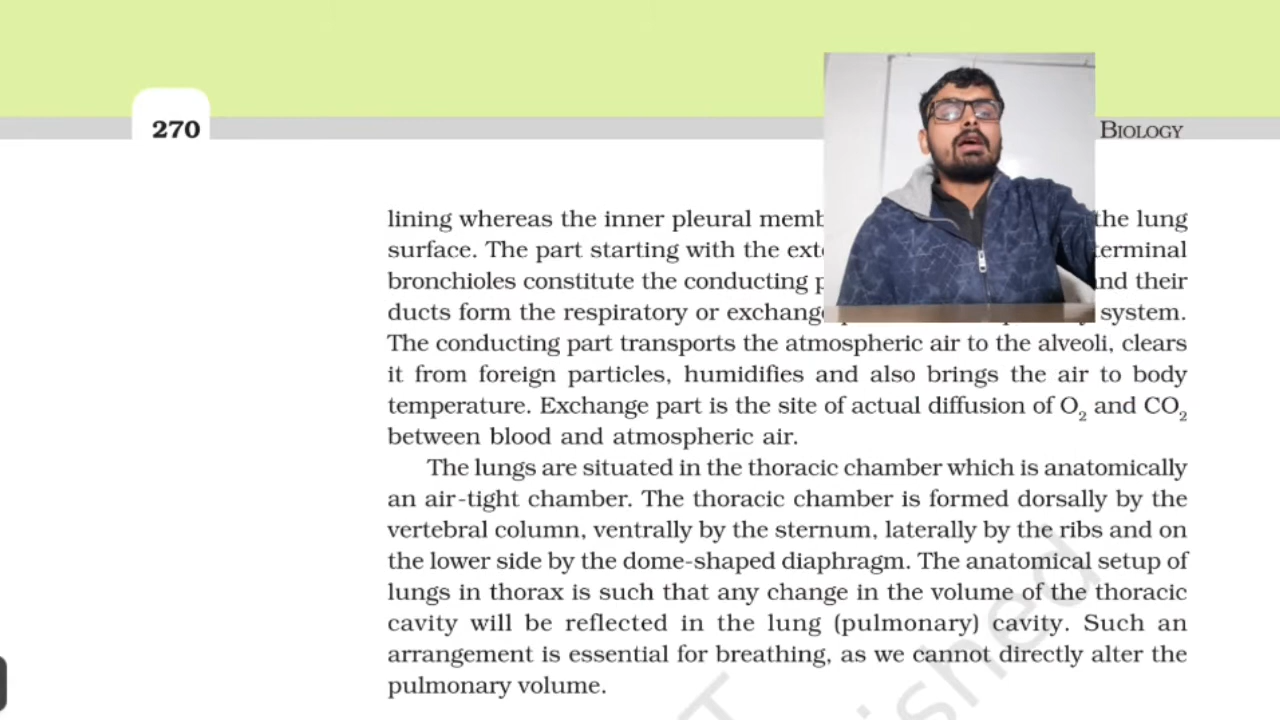 270
BIOLOGY
lining whereas the inner pleural the lung
surface. The part starting with the terminal
bronchioles constitute the conducting and their
ducts form the respiratory or system.
The conducting part transports the atmospheric air to the alveoli, clears
it from foreign particles, humidifies and also brings the air to body
temperature. Exchange part is the site of actual diffusion of O₂ and CO₂
between blood and atmospheric air.
The lungs are situated in the thoracic chamber which is anatomically
an air-tight chamber. The thoracic chamber is formed dorsally by the
vertebral column, ventrally by the sternum, laterally by the ribs and on
the lower side by the dome-shaped diaphragm. The anatomical setup of
lungs in thorax is such that any change in the volume of the thoracic
cavity will be reflected in the lung (pulmonary) cavity. Such an
arrangement is essential for breathing, as we cannot directly alter the
pulmonary volume.